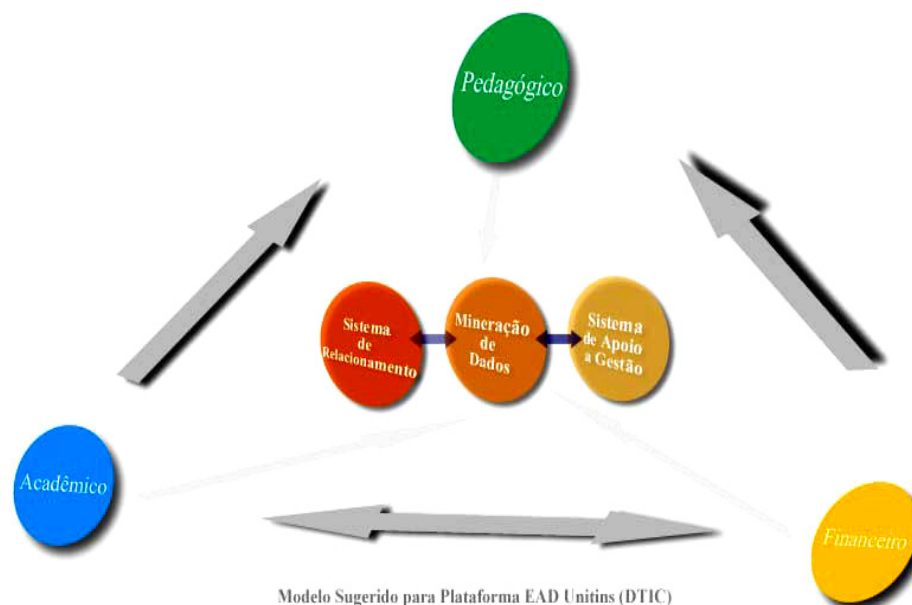 Pedagógico
Sistema
de
Relacionamento
Mineração
de
Dados
Sistema
de Apoio
a Gestão
Acadêmico
Financeiro
Modelo Sugerido para Plataforma EAD Unitins (DTIC)